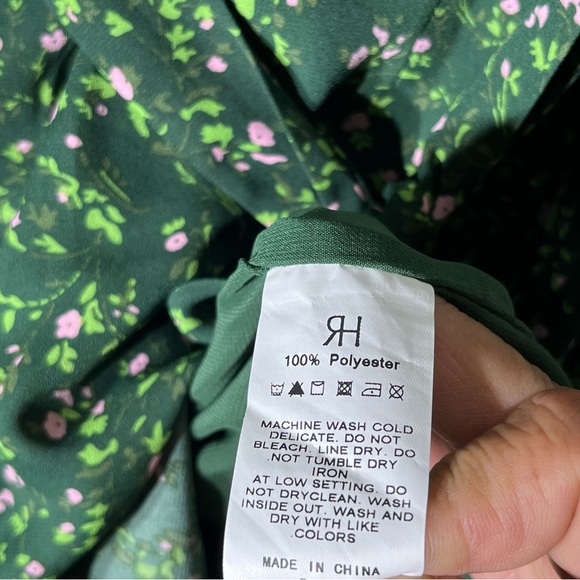 RH
100% Polyester
MACHINE WASH COLD
DELICATE. DO NOT
BLEACH. LINE DRY. DO
.NOT TUMBLE DRY
IRON
AT LOW SETTING. DO
NOT DRYCLEAN. WASH
INSIDE OUT. WASH AND
DRY WITH LIKE
.COLORS
MADE IN CHINA